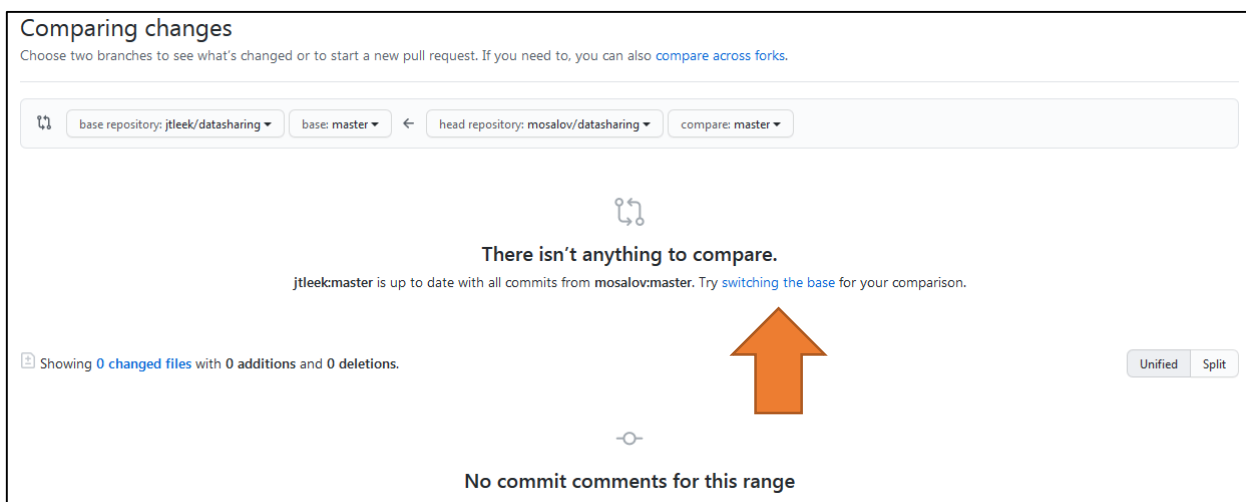 Comparing changes
Choose two branches to see what's changed or to start a new pull request. If you need to, you can also compare across forks.
base repository: jtleek/datasharing base: master ← head repository: mosalov/datasharing compare: master
There isn't anything to compare.
jtleek:master is up to date with all commits from mosalov:master. Try switching the base for your comparison.
Showing 0 changed files with 0 additions and 0 deletions. Unified Split
No commit comments for this range